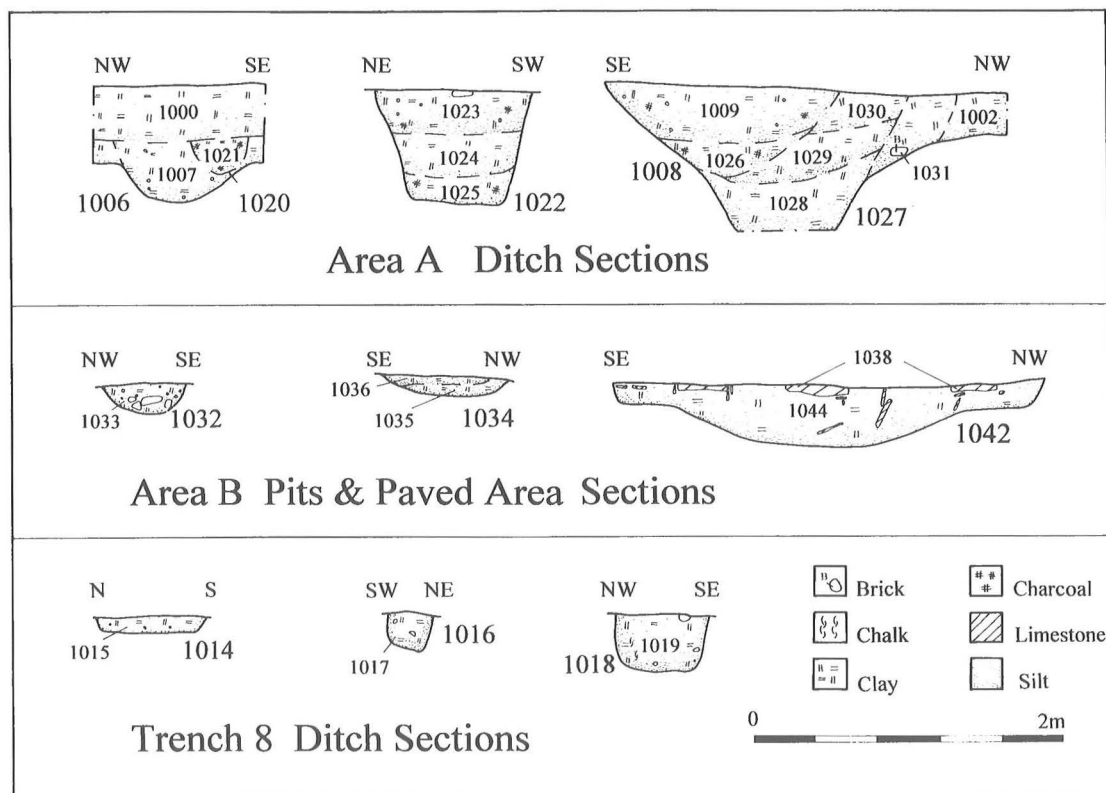 NW SE NE SW SE NW
1000 1023 1009 1030 1002
1021 1024 1026 1029
1007 1025 1008 1031
1006 1020 1022 1028 1027
Area A Ditch Sections
NW SE SE NW SE NW
1038
1036 1044
1033 1032 1035 1034 1042
Area B Pits & Paved Area Sections
N S SW NE NW SE
1015 1014 1017 1016 1018 1019
Brick Charcoal
Chalk Limestone
Clay Silt
0 2m
Trench 8 Ditch Sections